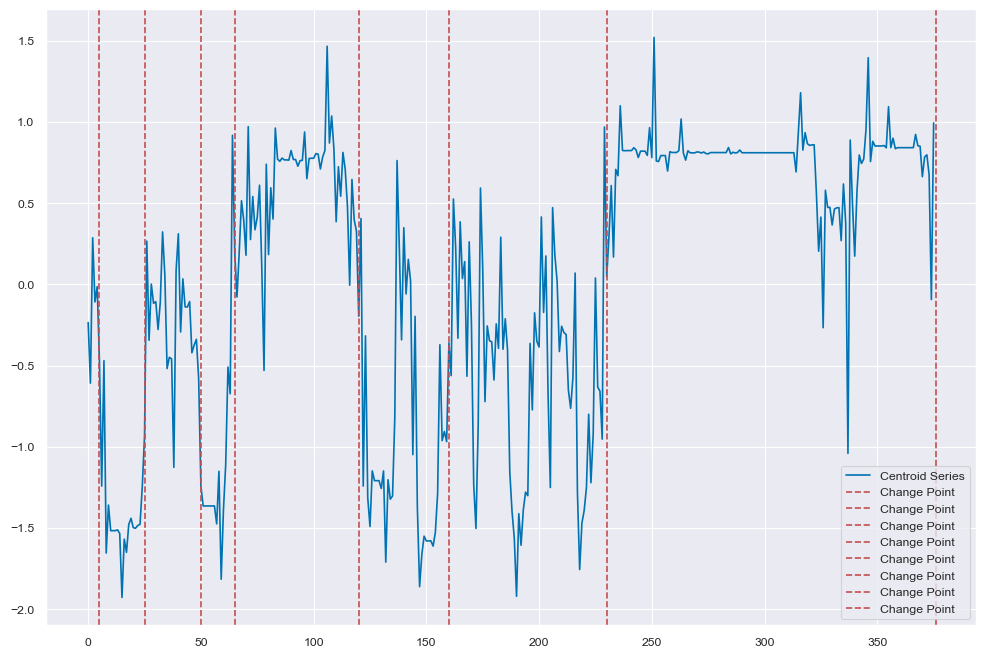 1.5
1.0
0.5
0.0
−0.5
−1.0
−1.5
−2.0
0 50 100 150 200 250 300 350
Centroid Series
Change Point
Change Point
Change Point
Change Point
Change Point
Change Point
Change Point
Change Point